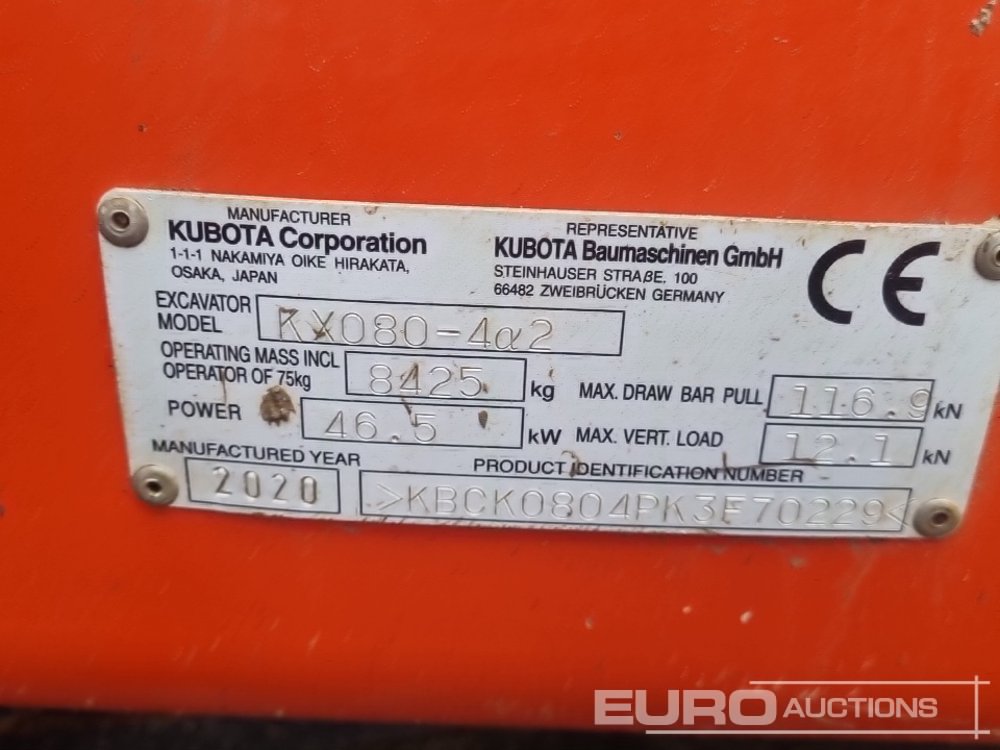 MANUFACTURER
KUBOTA Corporation
1-1-1 NAKAMIYA OIKE HIRAKATA,
OSAKA, JAPAN
REPRESENTATIVE
KUBOTA Baumaschinen GmbH
STEINHAUSER STRAßE. 100
66482 ZWEIBRÜCKEN GERMANY
CE
EXCAVATOR MODEL KX080-4α2
OPERATING MASS INCL
OPERATOR OF 75kg 8425 kg
MAX. DRAW BAR PULL 116.9 kN
POWER 46.5 kW
MAX. VERT. LOAD 12.1 kN
MANUFACTURED YEAR
2020
PRODUCT IDENTIFICATION NUMBER
>KBCK0804PK3F70229<
EURO AUCTIONS